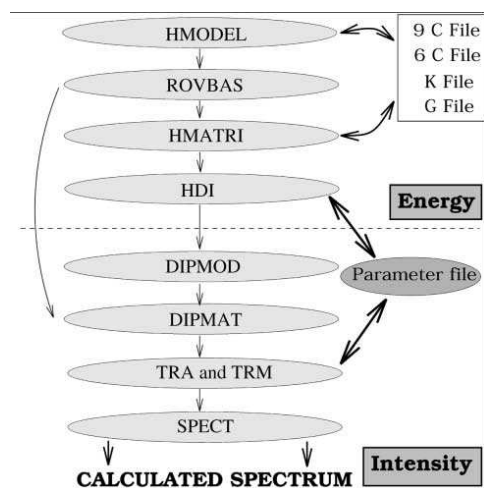 HMODEL
9 C File
6 C File
K File
G File
ROVBAS
HMATRI
HDI
Energy
DIPMOD
Parameter file
DIPMAT
TRA and TRM
SPECT
CALCULATED SPECTRUM
Intensity